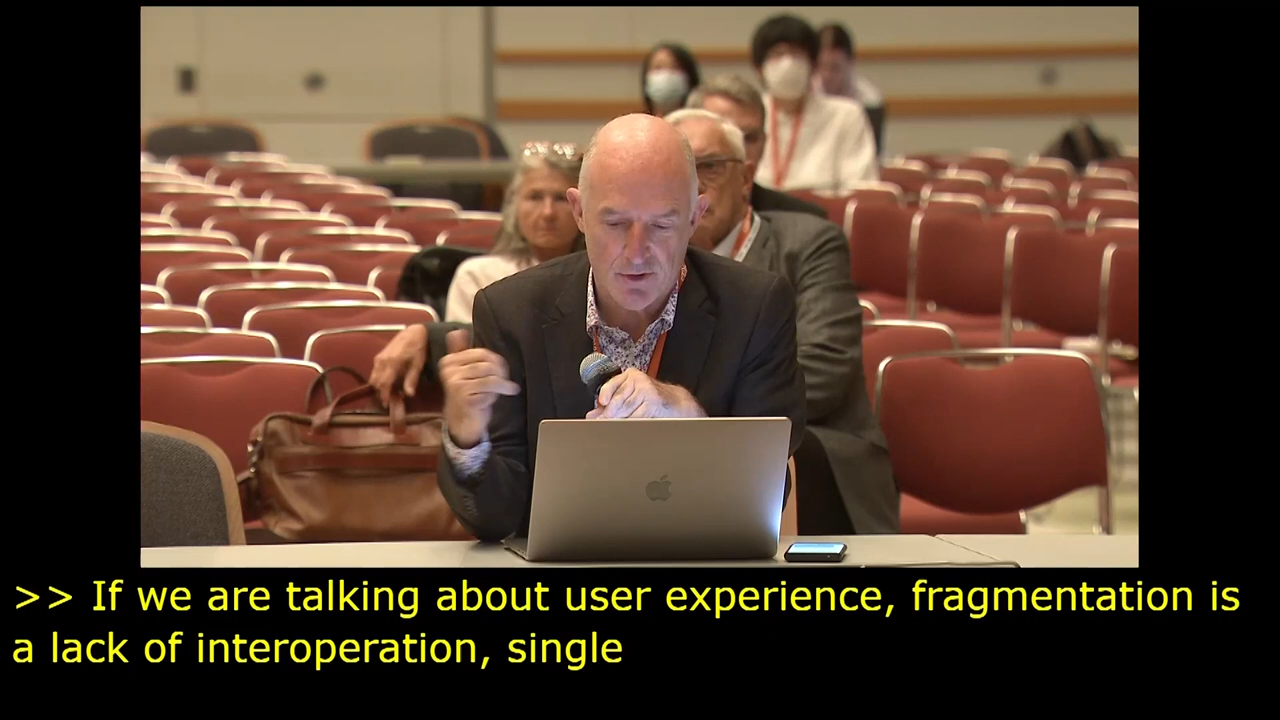 >> If we are talking about user experience, fragmentation is
a lack of interoperation, single